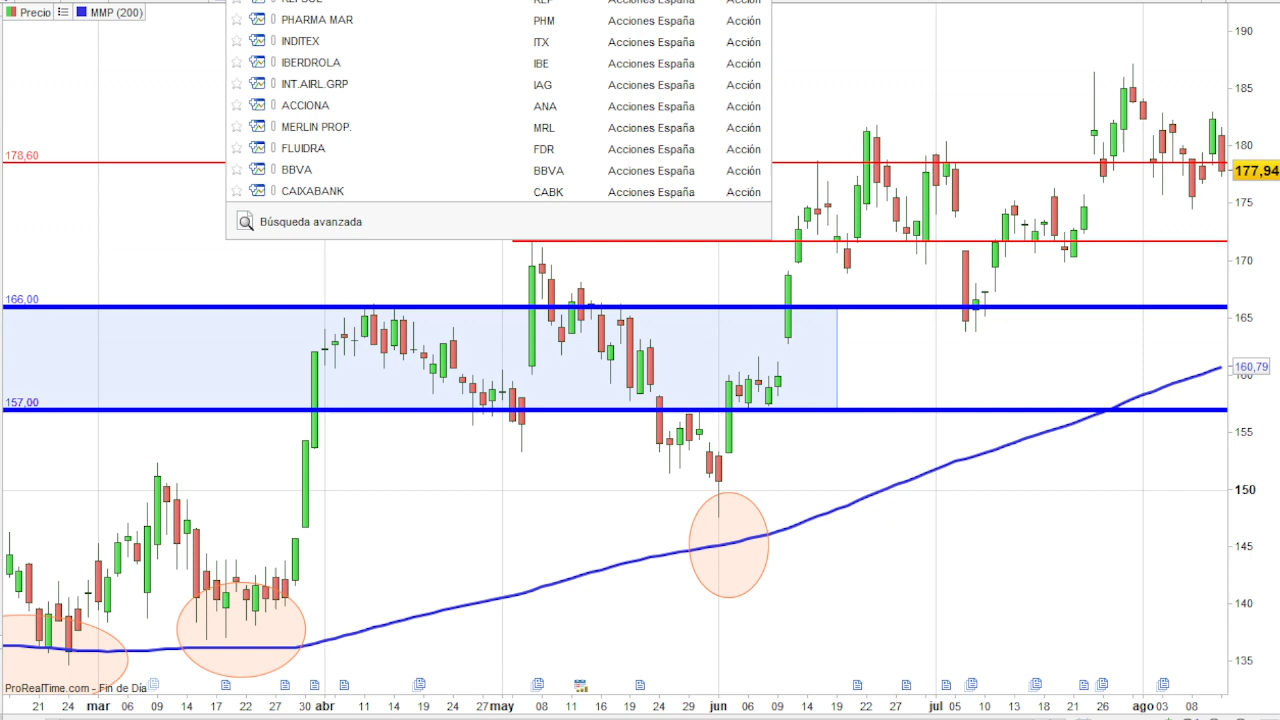 Precio MMP (200)
REPSOL REP
PHARMA MAR PHM Acciones España Acción
INDITEX ITX Acciones España Acción
IBERDROLA IBE Acciones España Acción
INT.AIRL.GRP IAG Acciones España Acción
ACCIONA ANA Acciones España Acción
MERLIN PROP. MRL Acciones España Acción
FLUIDRA FDR Acciones España Acción
BBVA BBVA Acciones España Acción
CAIXABANK CABK Acciones España Acción
Búsqueda avanzada
178,60
166,00
157,00
190
185
180
177,94
175
170
165
160,79
160
155
150
145
140
135
ProRealTime.com - Fin de Día
21 24 mar 06 09 14 17 22 27 30 abr 06 11 14 19 24 27 may 08 11 16 19 24 29 jun 06 09 14 19 22 27 jul 05 10 13 18 21 26 ago 03 08